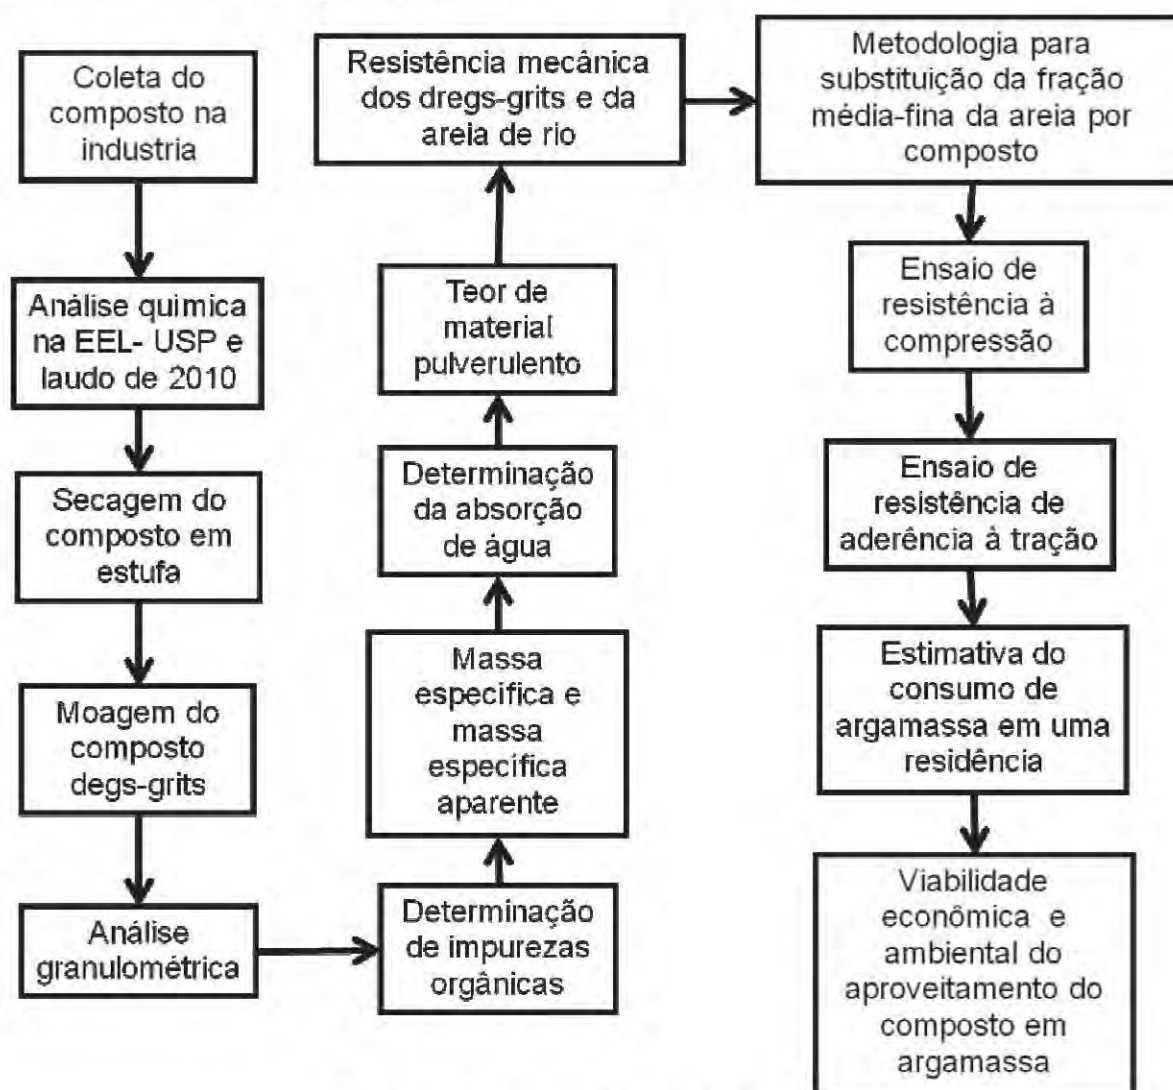 Coleta do
composto na
industria
Análise quimica
na EEL- USP e
laudo de 2010
Secagem do
composto em
estufa
Moagem do
composto
degs-grits
Análise
granulométrica
Determinação
de impurezas
orgânicas
Massa
específica e
massa
específica
aparente
Determinação
da absorção
de água
Teor de
material
pulverulento
Resistência mecânica
dos dregs-grits e da
areia de rio
Metodologia para
substituição da fração
média-fina da areia por
composto
Ensaio de
resistência à
compressão
Ensaio de
resistência de
aderência à tração
Estimativa do
consumo de
argamassa em uma
residência
Viabilidade
econômica e
ambiental do
aproveitamento do
composto em
argamassa